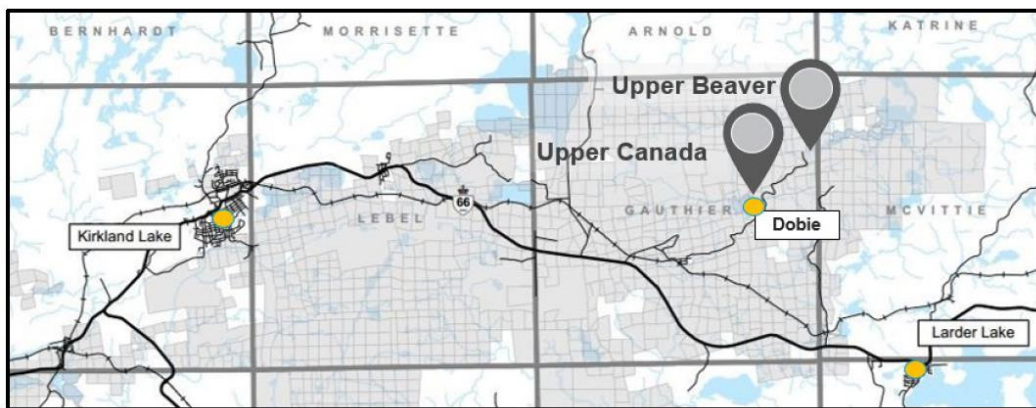 BERNHARDT
MORRISETTE
ARNOLD
KATRINE
Upper Beaver
Upper Canada
66
LEBEL
GAUTHIER
MCVITTIE
Kirkland Lake
Dobie
Larder Lake